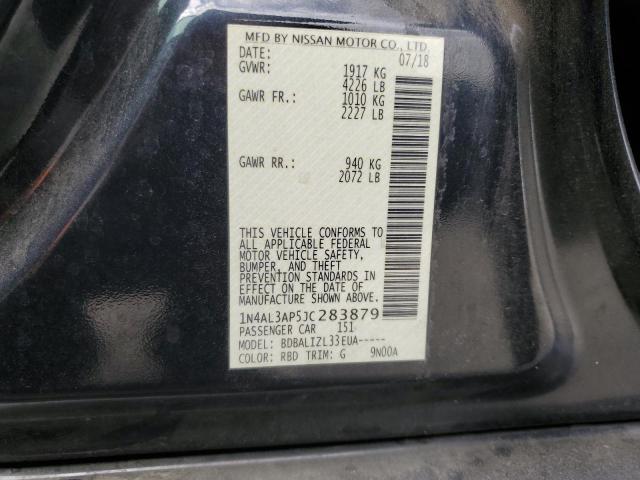 MFD BY NISSAN MOTOR CO., LTD.
DATE: 07/18
GVWR: 1917 KG
4226 LB
GAWR FR.: 1010 KG
2227 LB
GAWR RR.: 940 KG
2072 LB
THIS VEHICLE CONFORMS TO
ALL APPLICABLE FEDERAL
MOTOR VEHICLE SAFETY,
BUMPER, AND THEFT
PREVENTION STANDARDS IN
EFFECT ON THE DATE OF
MANUFACTURE SHOWN ABOVE.
1N4AL3AP5JC283879
PASSENGER CAR 151
MODEL: BDBALIZL33EUA-----
COLOR: RBD TRIM: G 9N00A